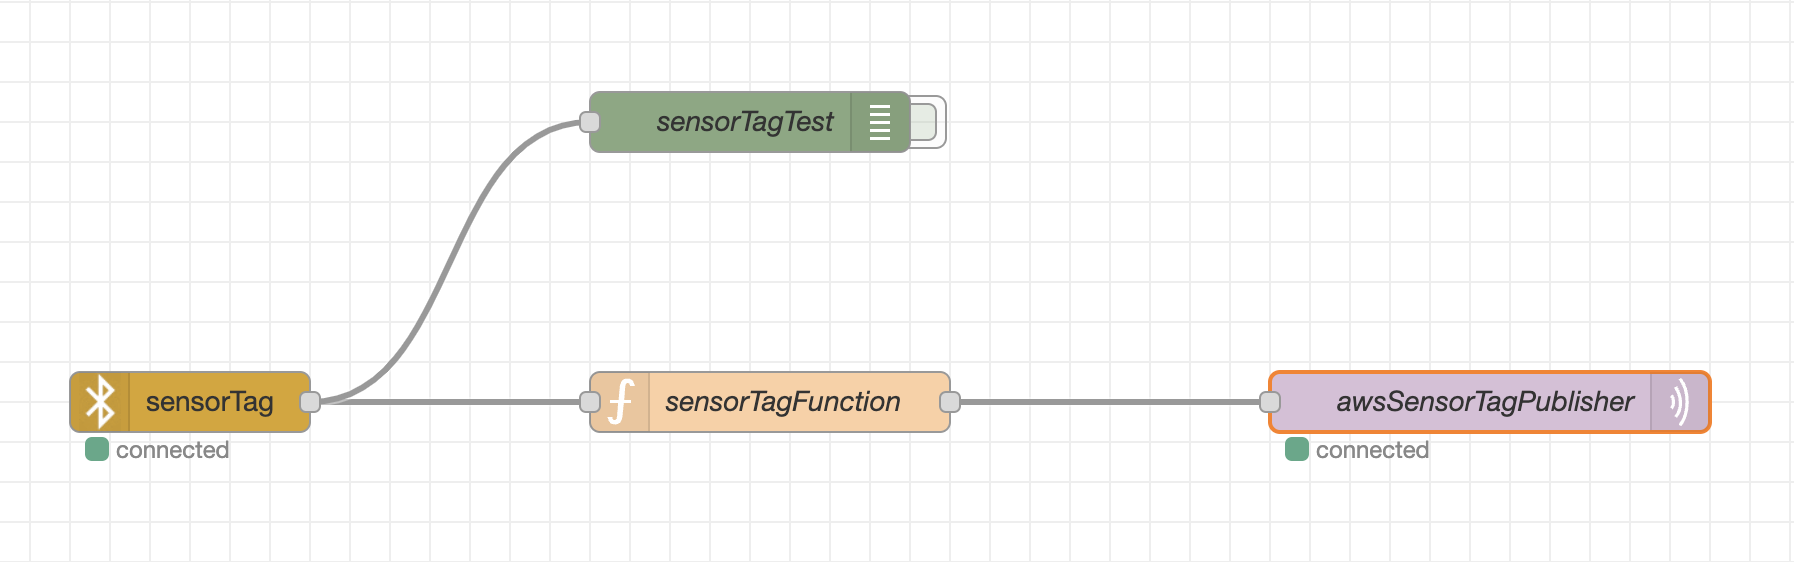 sensorTagTest
sensorTag
sensorTagFunction
awsSensorTagPublisher
connected
connected